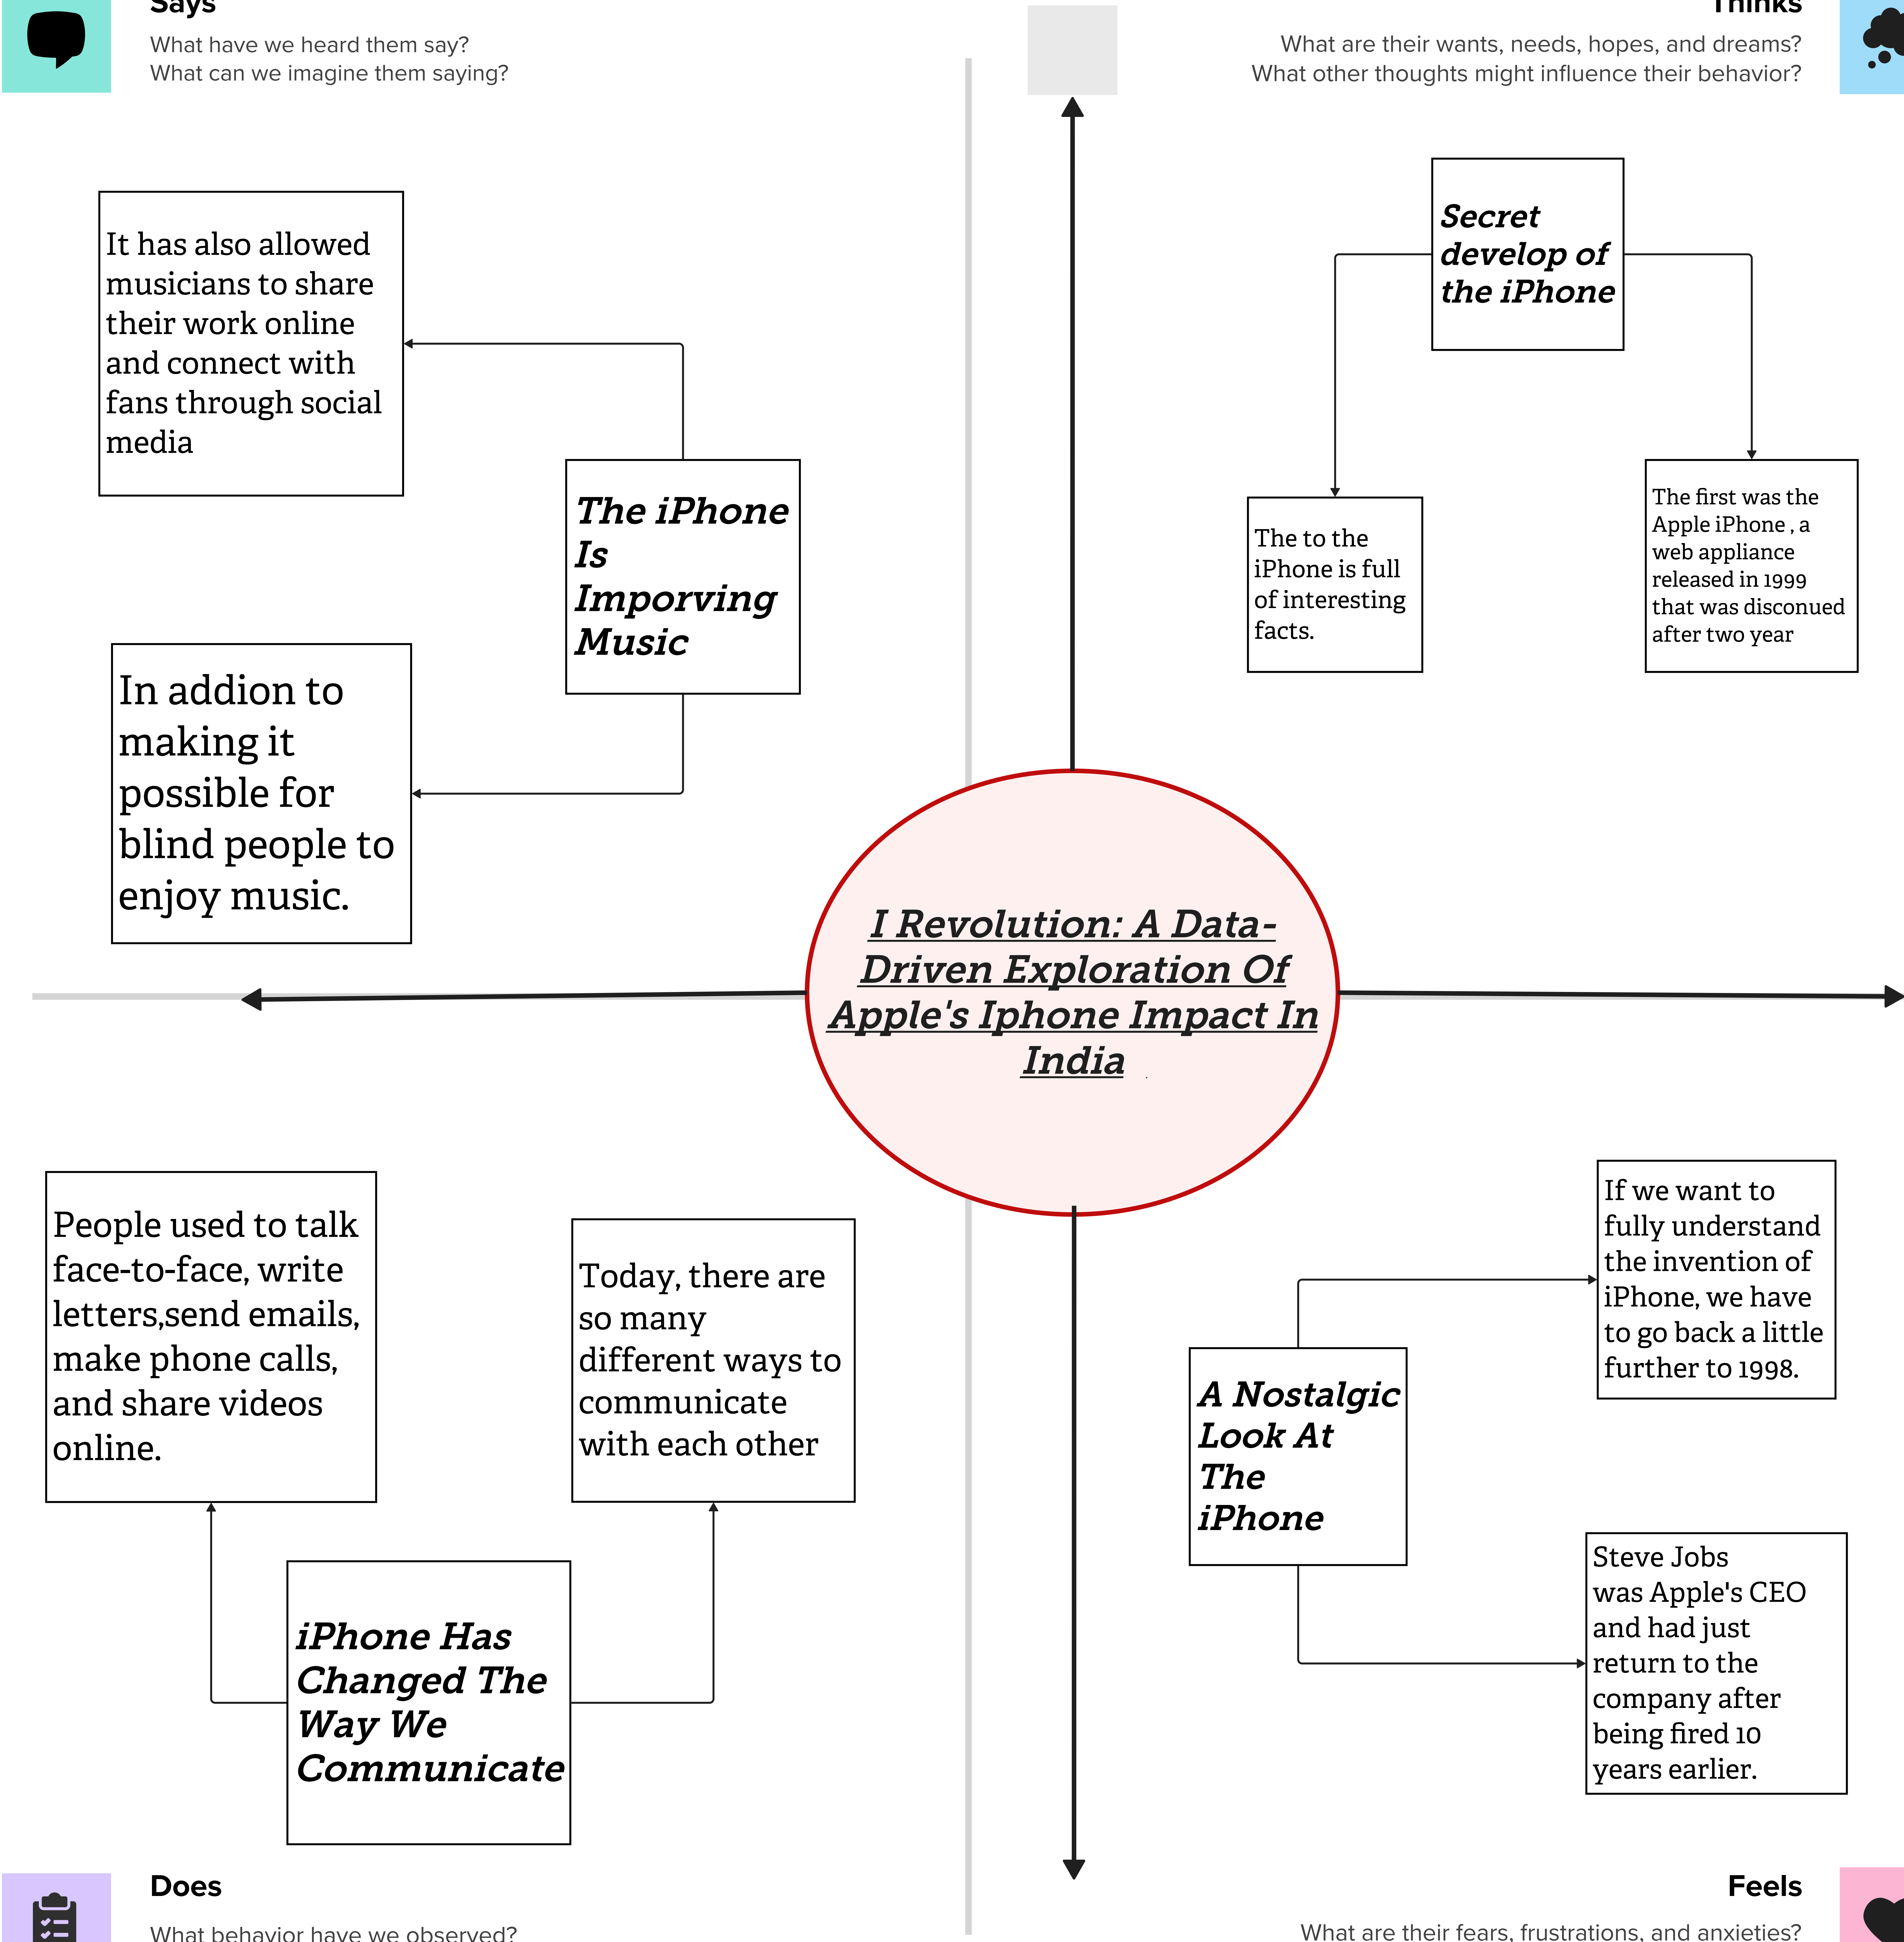 Says
What have we heard them say?
What can we imagine them saying?
Thinks
What are their wants, needs, hopes, and dreams?
What other thoughts might influence their behavior?
It has also allowed
musicians to share
their work online
and connect with
fans through social
media
The iPhone
Is
Imporving
Music
In addion to
making it
possible for
blind people to
enjoy music.
Secret
develop of
the iPhone
The to the
iPhone is full
of interesting
facts.
The first was the
Apple iPhone , a
web appliance
released in 1999
that was disconued
after two year
I Revolution: A Data-
Driven Exploration Of
Apple's Iphone Impact In
India .
People used to talk
face-to-face, write
letters,send emails,
make phone calls,
and share videos
online.
Today, there are
so many
different ways to
communicate
with each other
iPhone Has
Changed The
Way We
Communicate
If we want to
fully understand
the invention of
iPhone, we have
to go back a little
further to 1998.
A Nostalgic
Look At
The
iPhone
Steve Jobs
was Apple's CEO
and had just
return to the
company after
being fired 10
years earlier.
Does
What behavior have we observed?
Feels
What are their fears, frustrations, and anxieties?